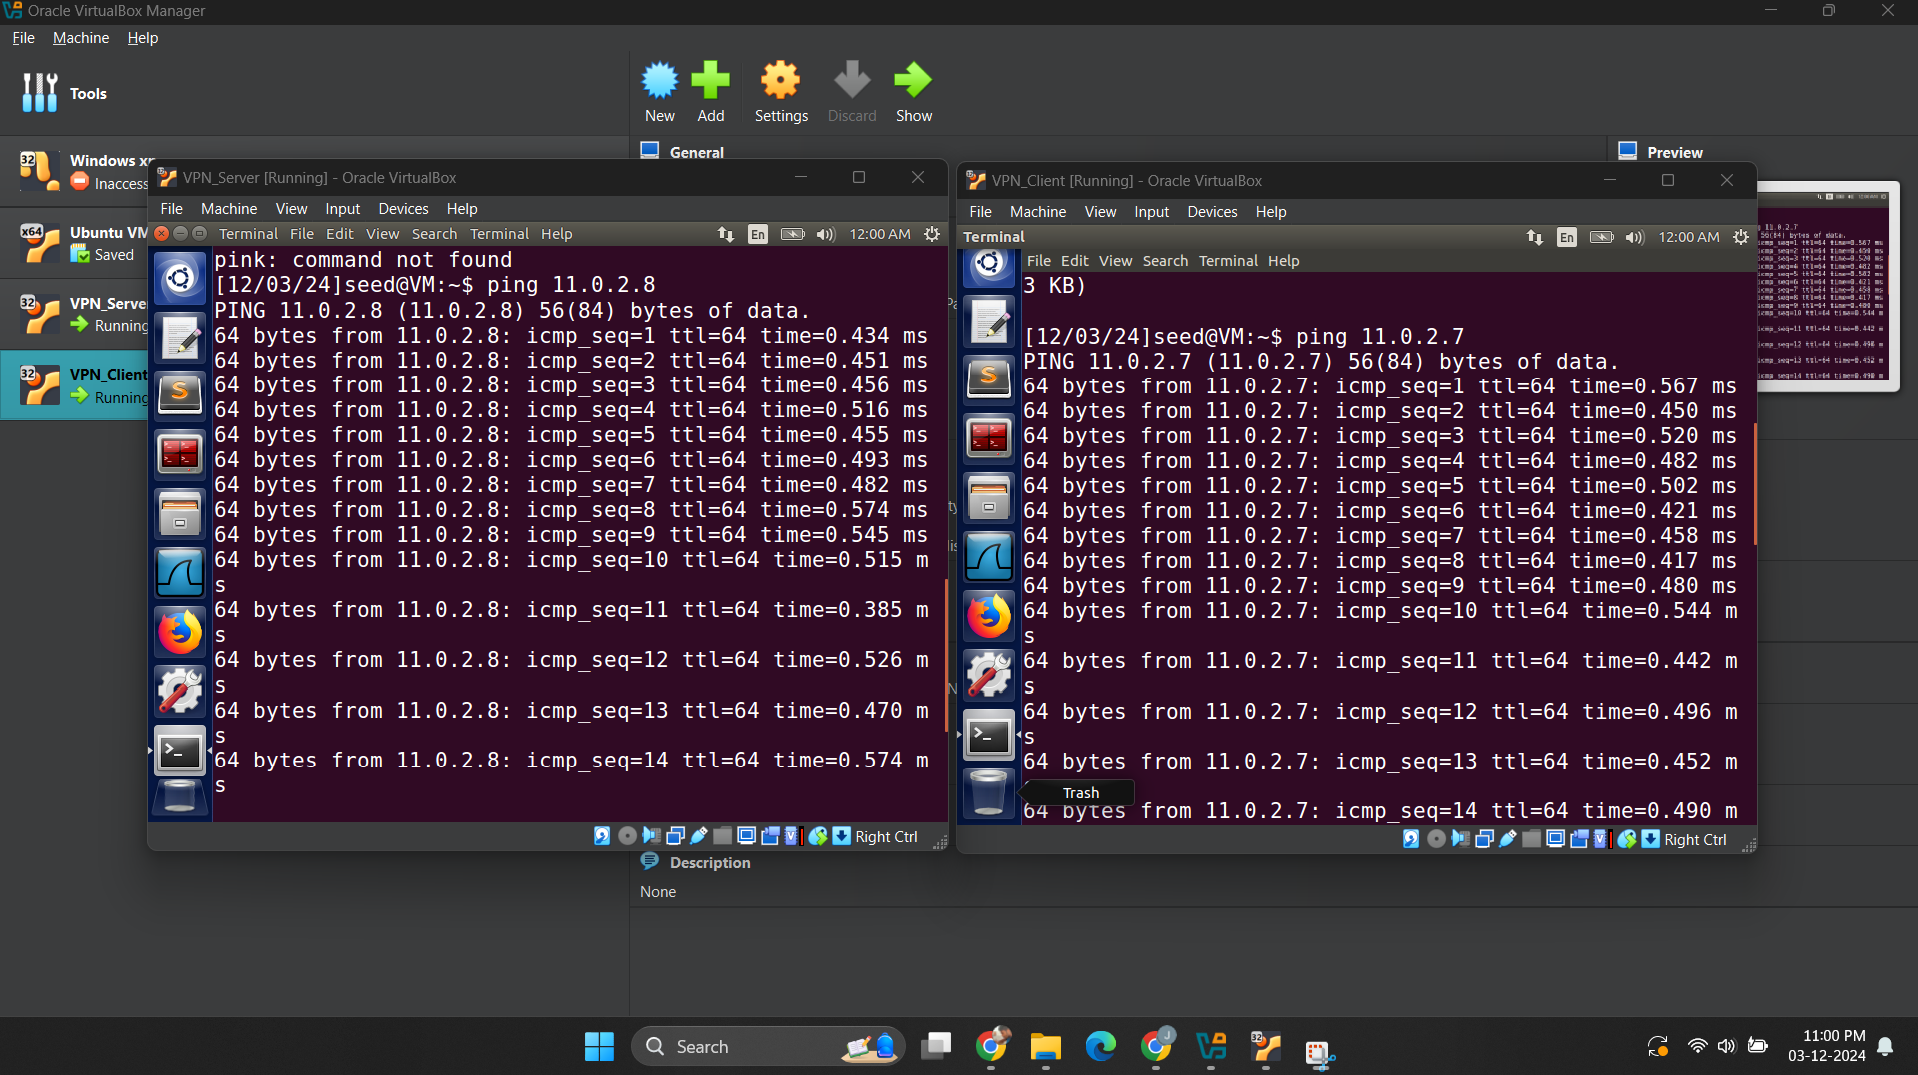 Oracle VirtualBox Manager
File Machine Help
Tools
New Add Settings Discard Show
General
Preview
32 Windows xp
Inaccess
x64 Ubuntu VM
Saved
32 VPN_Serve
Running
32 VPN_Client
Running
VPN_Server [Running] - Oracle VirtualBox
File Machine View Input Devices Help
Terminal File Edit View Search Terminal Help En 12:00 AM
pink: command not found
[12/03/24]seed@VM:~$ ping 11.0.2.8
PING 11.0.2.8 (11.0.2.8) 56(84) bytes of data.
64 bytes from 11.0.2.8: icmp_seq=1 ttl=64 time=0.434 ms
64 bytes from 11.0.2.8: icmp_seq=2 ttl=64 time=0.451 ms
64 bytes from 11.0.2.8: icmp_seq=3 ttl=64 time=0.456 ms
64 bytes from 11.0.2.8: icmp_seq=4 ttl=64 time=0.516 ms
64 bytes from 11.0.2.8: icmp_seq=5 ttl=64 time=0.455 ms
64 bytes from 11.0.2.8: icmp_seq=6 ttl=64 time=0.493 ms
64 bytes from 11.0.2.8: icmp_seq=7 ttl=64 time=0.482 ms
64 bytes from 11.0.2.8: icmp_seq=8 ttl=64 time=0.574 ms
64 bytes from 11.0.2.8: icmp_seq=9 ttl=64 time=0.545 ms
64 bytes from 11.0.2.8: icmp_seq=10 ttl=64 time=0.515 m
s
64 bytes from 11.0.2.8: icmp_seq=11 ttl=64 time=0.385 m
s
64 bytes from 11.0.2.8: icmp_seq=12 ttl=64 time=0.526 m
s
64 bytes from 11.0.2.8: icmp_seq=13 ttl=64 time=0.470 m
s
64 bytes from 11.0.2.8: icmp_seq=14 ttl=64 time=0.574 m
s
Right Ctrl
VPN_Client [Running] - Oracle VirtualBox
File Machine View Input Devices Help
Terminal En 12:00 AM
File Edit View Search Terminal Help
3 KB)
[12/03/24]seed@VM:~$ ping 11.0.2.7
PING 11.0.2.7 (11.0.2.7) 56(84) bytes of data.
64 bytes from 11.0.2.7: icmp_seq=1 ttl=64 time=0.567 ms
64 bytes from 11.0.2.7: icmp_seq=2 ttl=64 time=0.450 ms
64 bytes from 11.0.2.7: icmp_seq=3 ttl=64 time=0.520 ms
64 bytes from 11.0.2.7: icmp_seq=4 ttl=64 time=0.482 ms
64 bytes from 11.0.2.7: icmp_seq=5 ttl=64 time=0.502 ms
64 bytes from 11.0.2.7: icmp_seq=6 ttl=64 time=0.421 ms
64 bytes from 11.0.2.7: icmp_seq=7 ttl=64 time=0.458 ms
64 bytes from 11.0.2.7: icmp_seq=8 ttl=64 time=0.417 ms
64 bytes from 11.0.2.7: icmp_seq=9 ttl=64 time=0.480 ms
64 bytes from 11.0.2.7: icmp_seq=10 ttl=64 time=0.544 m
s
64 bytes from 11.0.2.7: icmp_seq=11 ttl=64 time=0.442 m
s
64 bytes from 11.0.2.7: icmp_seq=12 ttl=64 time=0.496 m
s
64 bytes from 11.0.2.7: icmp_seq=13 ttl=64 time=0.452 m
Trash
64 bytes from 11.0.2.7: icmp_seq=14 ttl=64 time=0.490 m
Right Ctrl
Description
None
Search
11:00 PM
03-12-2024